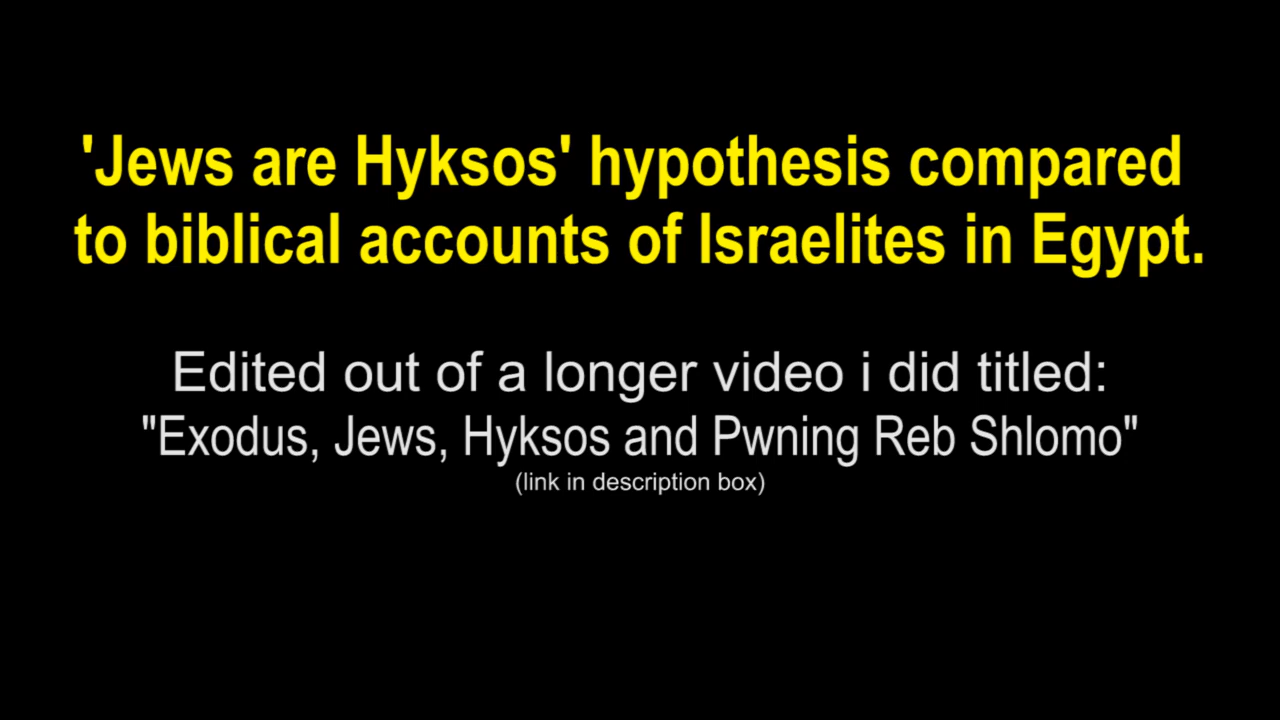 'Jews are Hyksos' hypothesis compared
to biblical accounts of Israelites in Egypt.
Edited out of a longer video i did titled:
"Exodus, Jews, Hyksos and Pwning Reb Shlomo"
(link in description box)